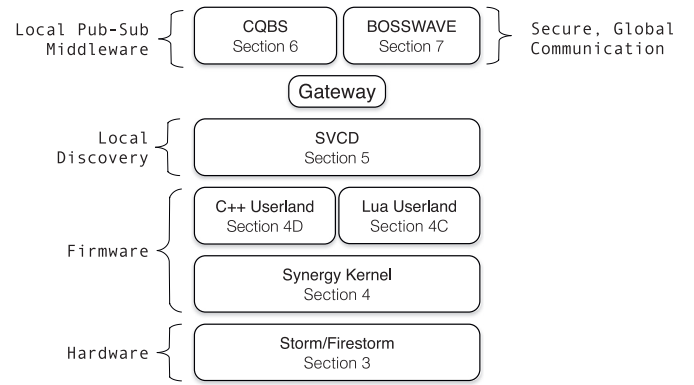 Local Pub-Sub
Middleware
CQBS
Section 6
BOSSWAVE
Section 7
Secure, Global
Communication
Gateway
Local
Discovery
SVCD
Section 5
Firmware
C++ Userland
Section 4D
Lua Userland
Section 4C
Synergy Kernel
Section 4
Hardware
Storm/Firestorm
Section 3